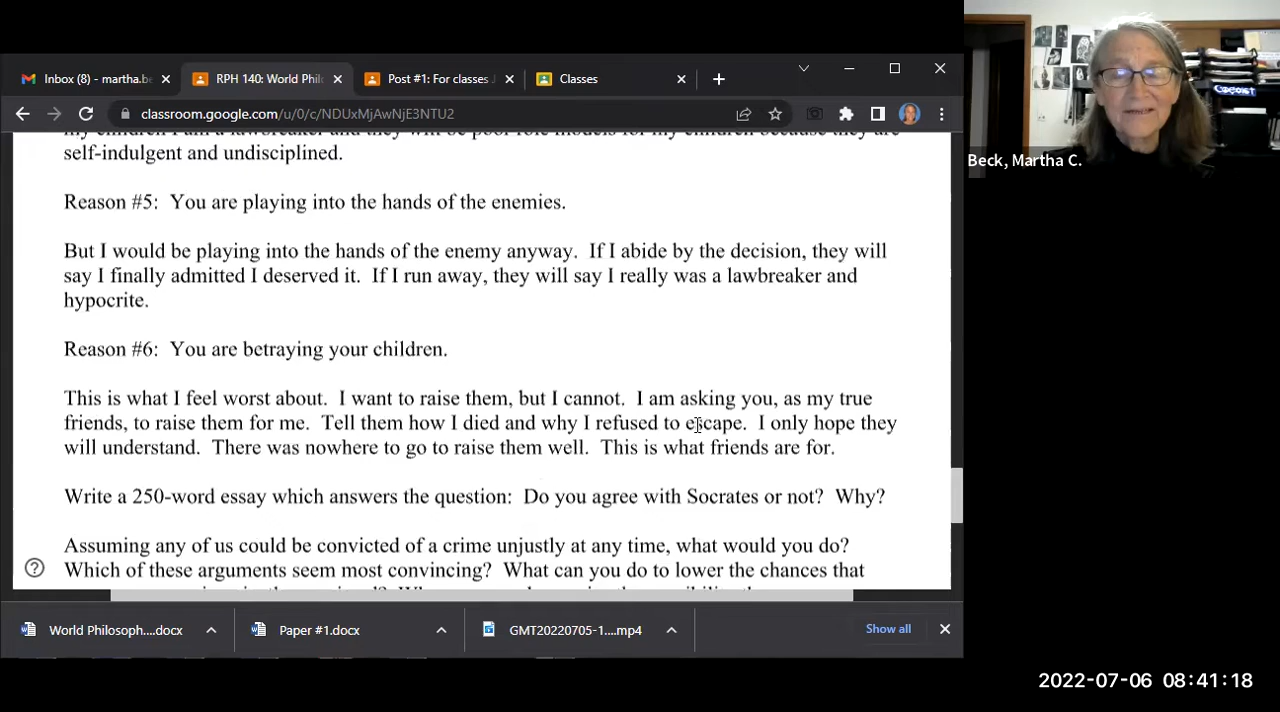 Inbox (8) - martha.be
RPH 140: World Phil
Post #1: For classes
Classes
classroom.google.com/u/0/c/NDUxMjAwNjE3NTU2
self-indulgent and undisciplined.
Reason #5: You are playing into the hands of the enemies.
But I would be playing into the hands of the enemy anyway. If I abide by the decision, they will
say I finally admitted I deserved it. If I run away, they will say I really was a lawbreaker and
hypocrite.
Reason #6: You are betraying your children.
This is what I feel worst about. I want to raise them, but I cannot. I am asking you, as my true
friends, to raise them for me. Tell them how I died and why I refused to escape. I only hope they
will understand. There was nowhere to go to raise them well. This is what friends are for.
Write a 250-word essay which answers the question: Do you agree with Socrates or not? Why?
Assuming any of us could be convicted of a crime unjustly at any time, what would you do?
Which of these arguments seem most convincing? What can you do to lower the chances that
World Philosoph....docx
Paper #1.docx
GMT20220705-1....mp4
Show all
Beck, Martha C.
2022-07-06 08:41:18